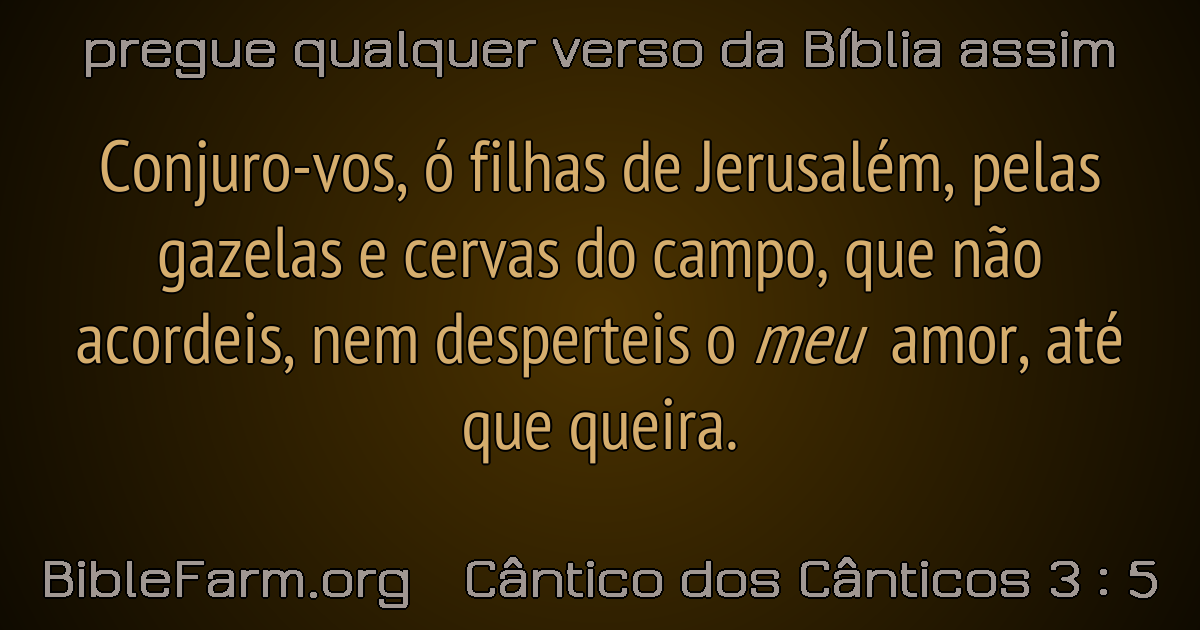 pregue qualquer verso da Bíblia assim
Conjuro-vos, ó filhas de Jerusalém, pelas
gazelas e cervas do campo, que não
acordeis, nem desperteis o meu amor, até
que queira.
BibleFarm.org Cântico dos Cânticos 3 : 5